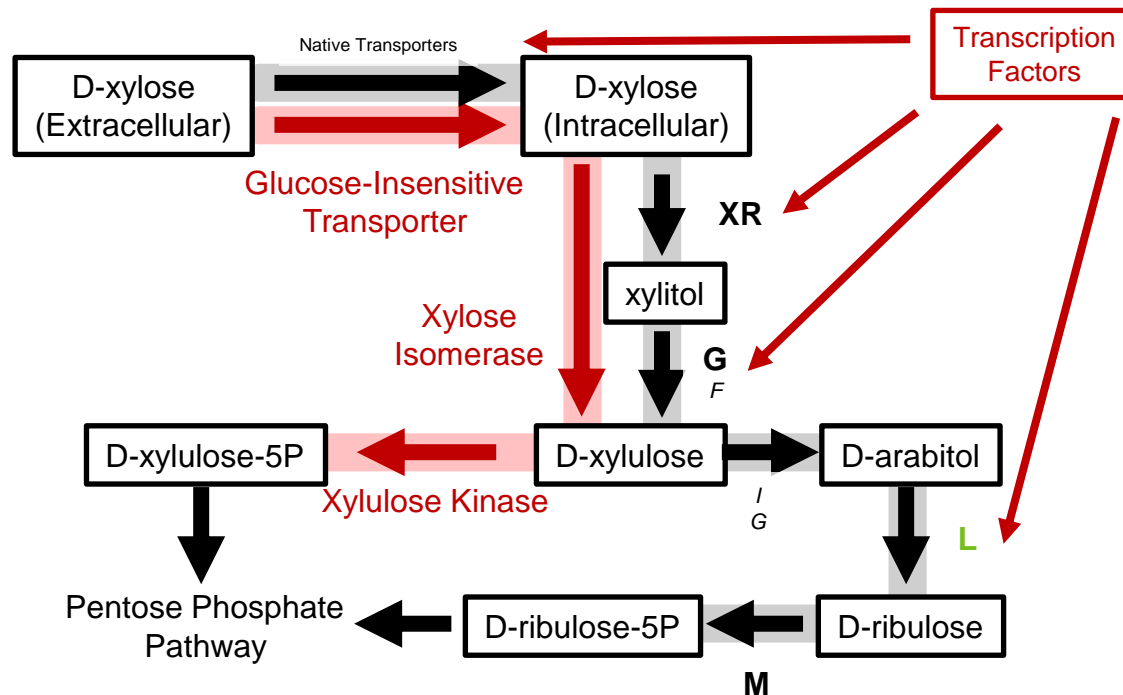 Native Transporters
Transcription
Factors
D-xylose
(Extracellular)
D-xylose
(Intracellular)
Glucose-Insensitive
Transporter
XR
xylitol
Xylose
Isomerase
G
F
D-xylulose-5P
D-xylulose
D-arabitol
Xylulose Kinase
I
G
L
Pentose Phosphate
Pathway
D-ribulose-5P
D-ribulose
M